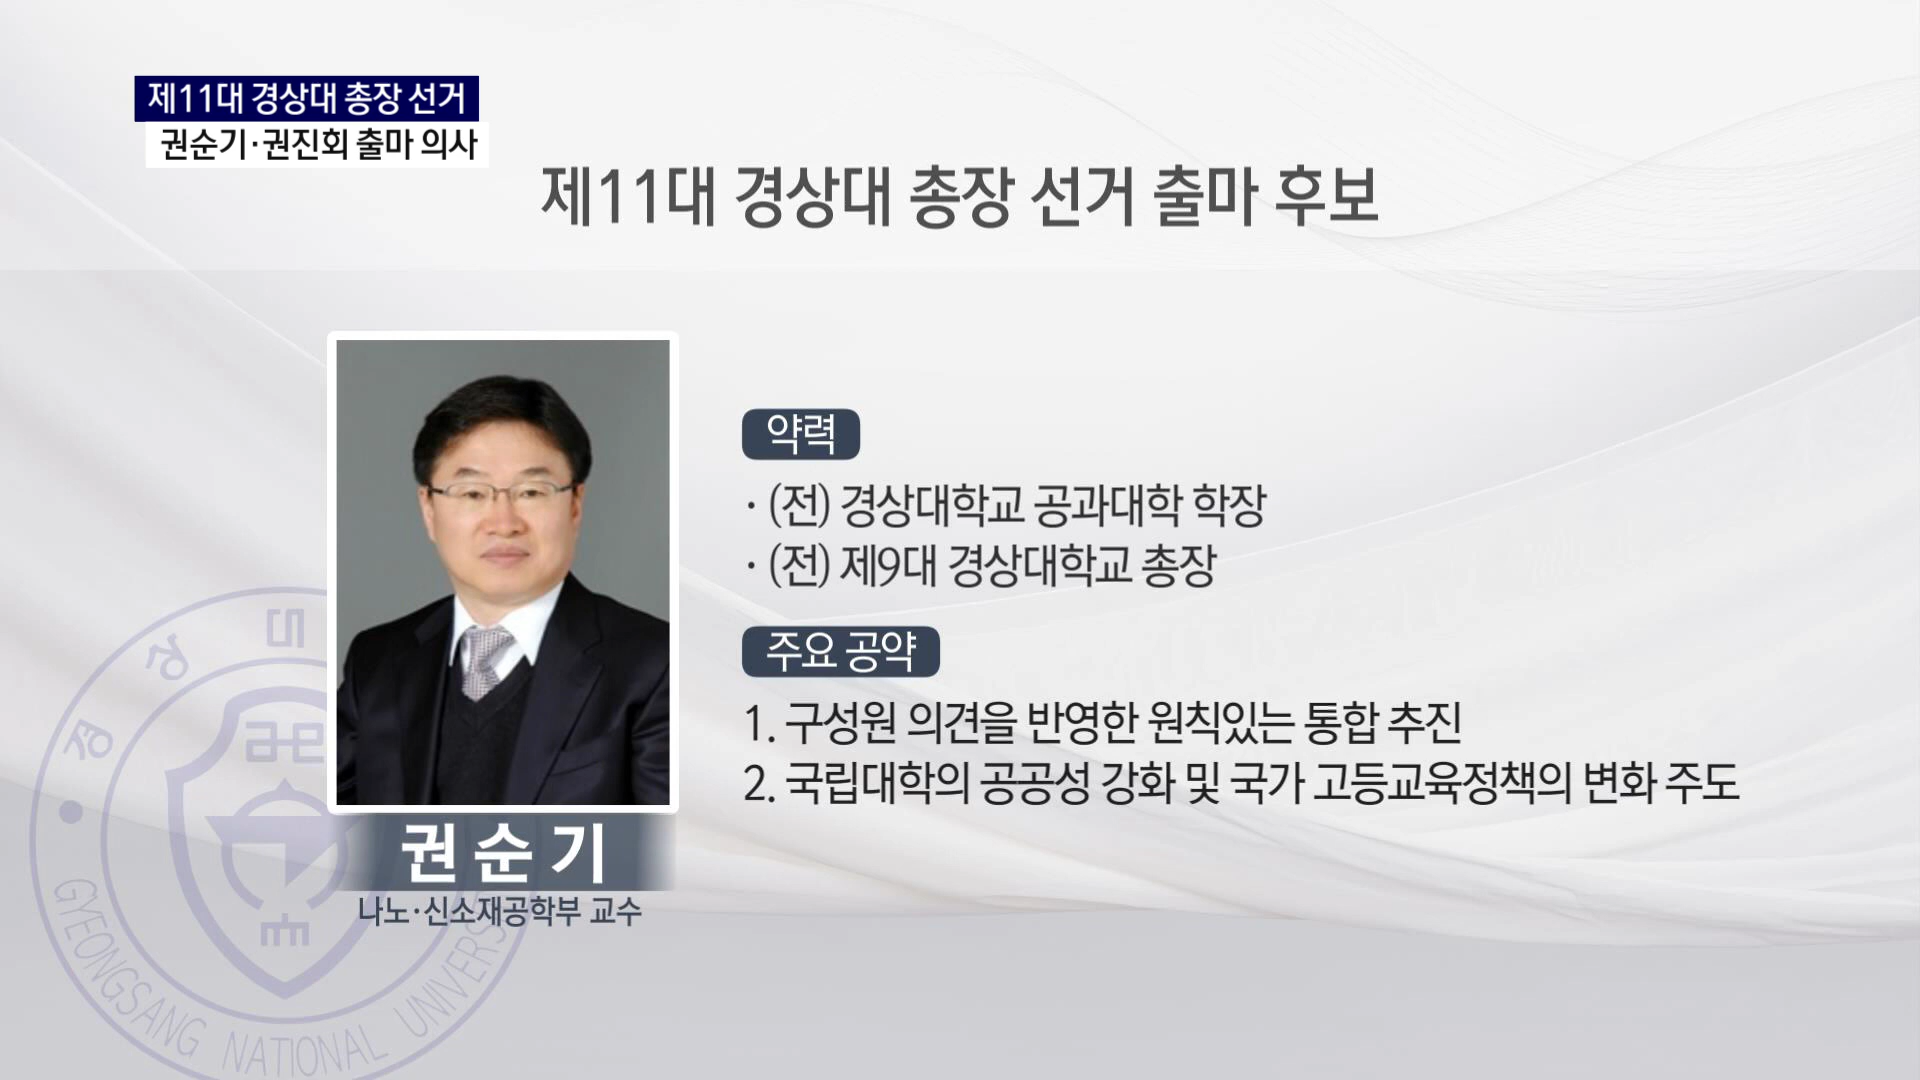 제11대 경상대 총장 선거
권순기·권진회 출마 의사
제11대 경상대 총장 선거 출마 후보
약력
· (전) 경상대학교 공과대학 학장
· (전) 제9대 경상대학교 총장
주요 공약
1. 구성원 의견을 반영한 원칙있는 통합 추진
2. 국립대학의 공공성 강화 및 국가 고등교육정책의 변화 주도
권순기
나노·신소재공학부 교수
경상
GYEONGSANG NATIONAL UNIVERS